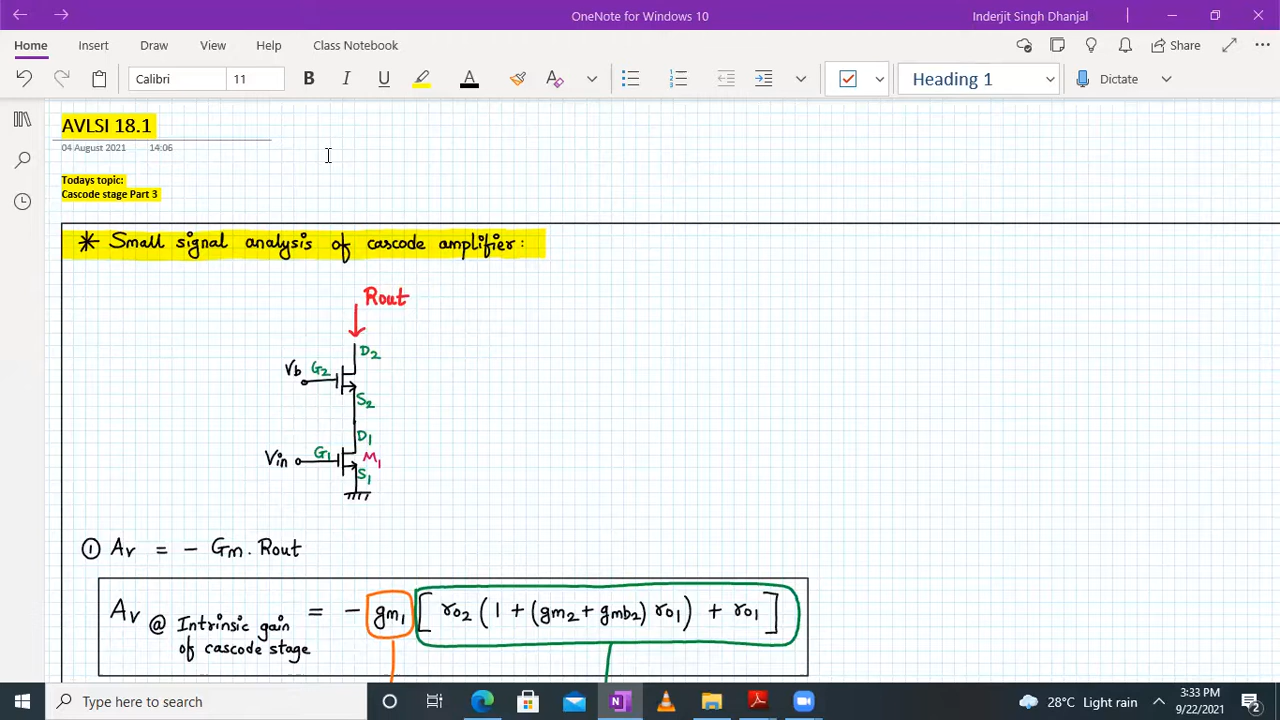 OneNote for Windows 10
Inderjit Singh Dhanjal
Home Insert Draw View Help Class Notebook
Share
Calibri 11 B I U A A Heading 1 Dictate
AVLSI 18.1
04 August 2021 14:06
Todays topic:
Cascode stage Part 3
* Small signal analysis of cascode amplifier:
Rout
D2
Vb G2
S2
D1
Vin G1 M1
S1
① Av = - Gm. Rout
Av @ Intrinsic gain of cascode stage = - gm1 [ ro2 ( 1 + (gm2 + gmb2) ro1 ) + ro1 ]
Type here to search
28°C Light rain
3:33 PM
9/22/2021
2